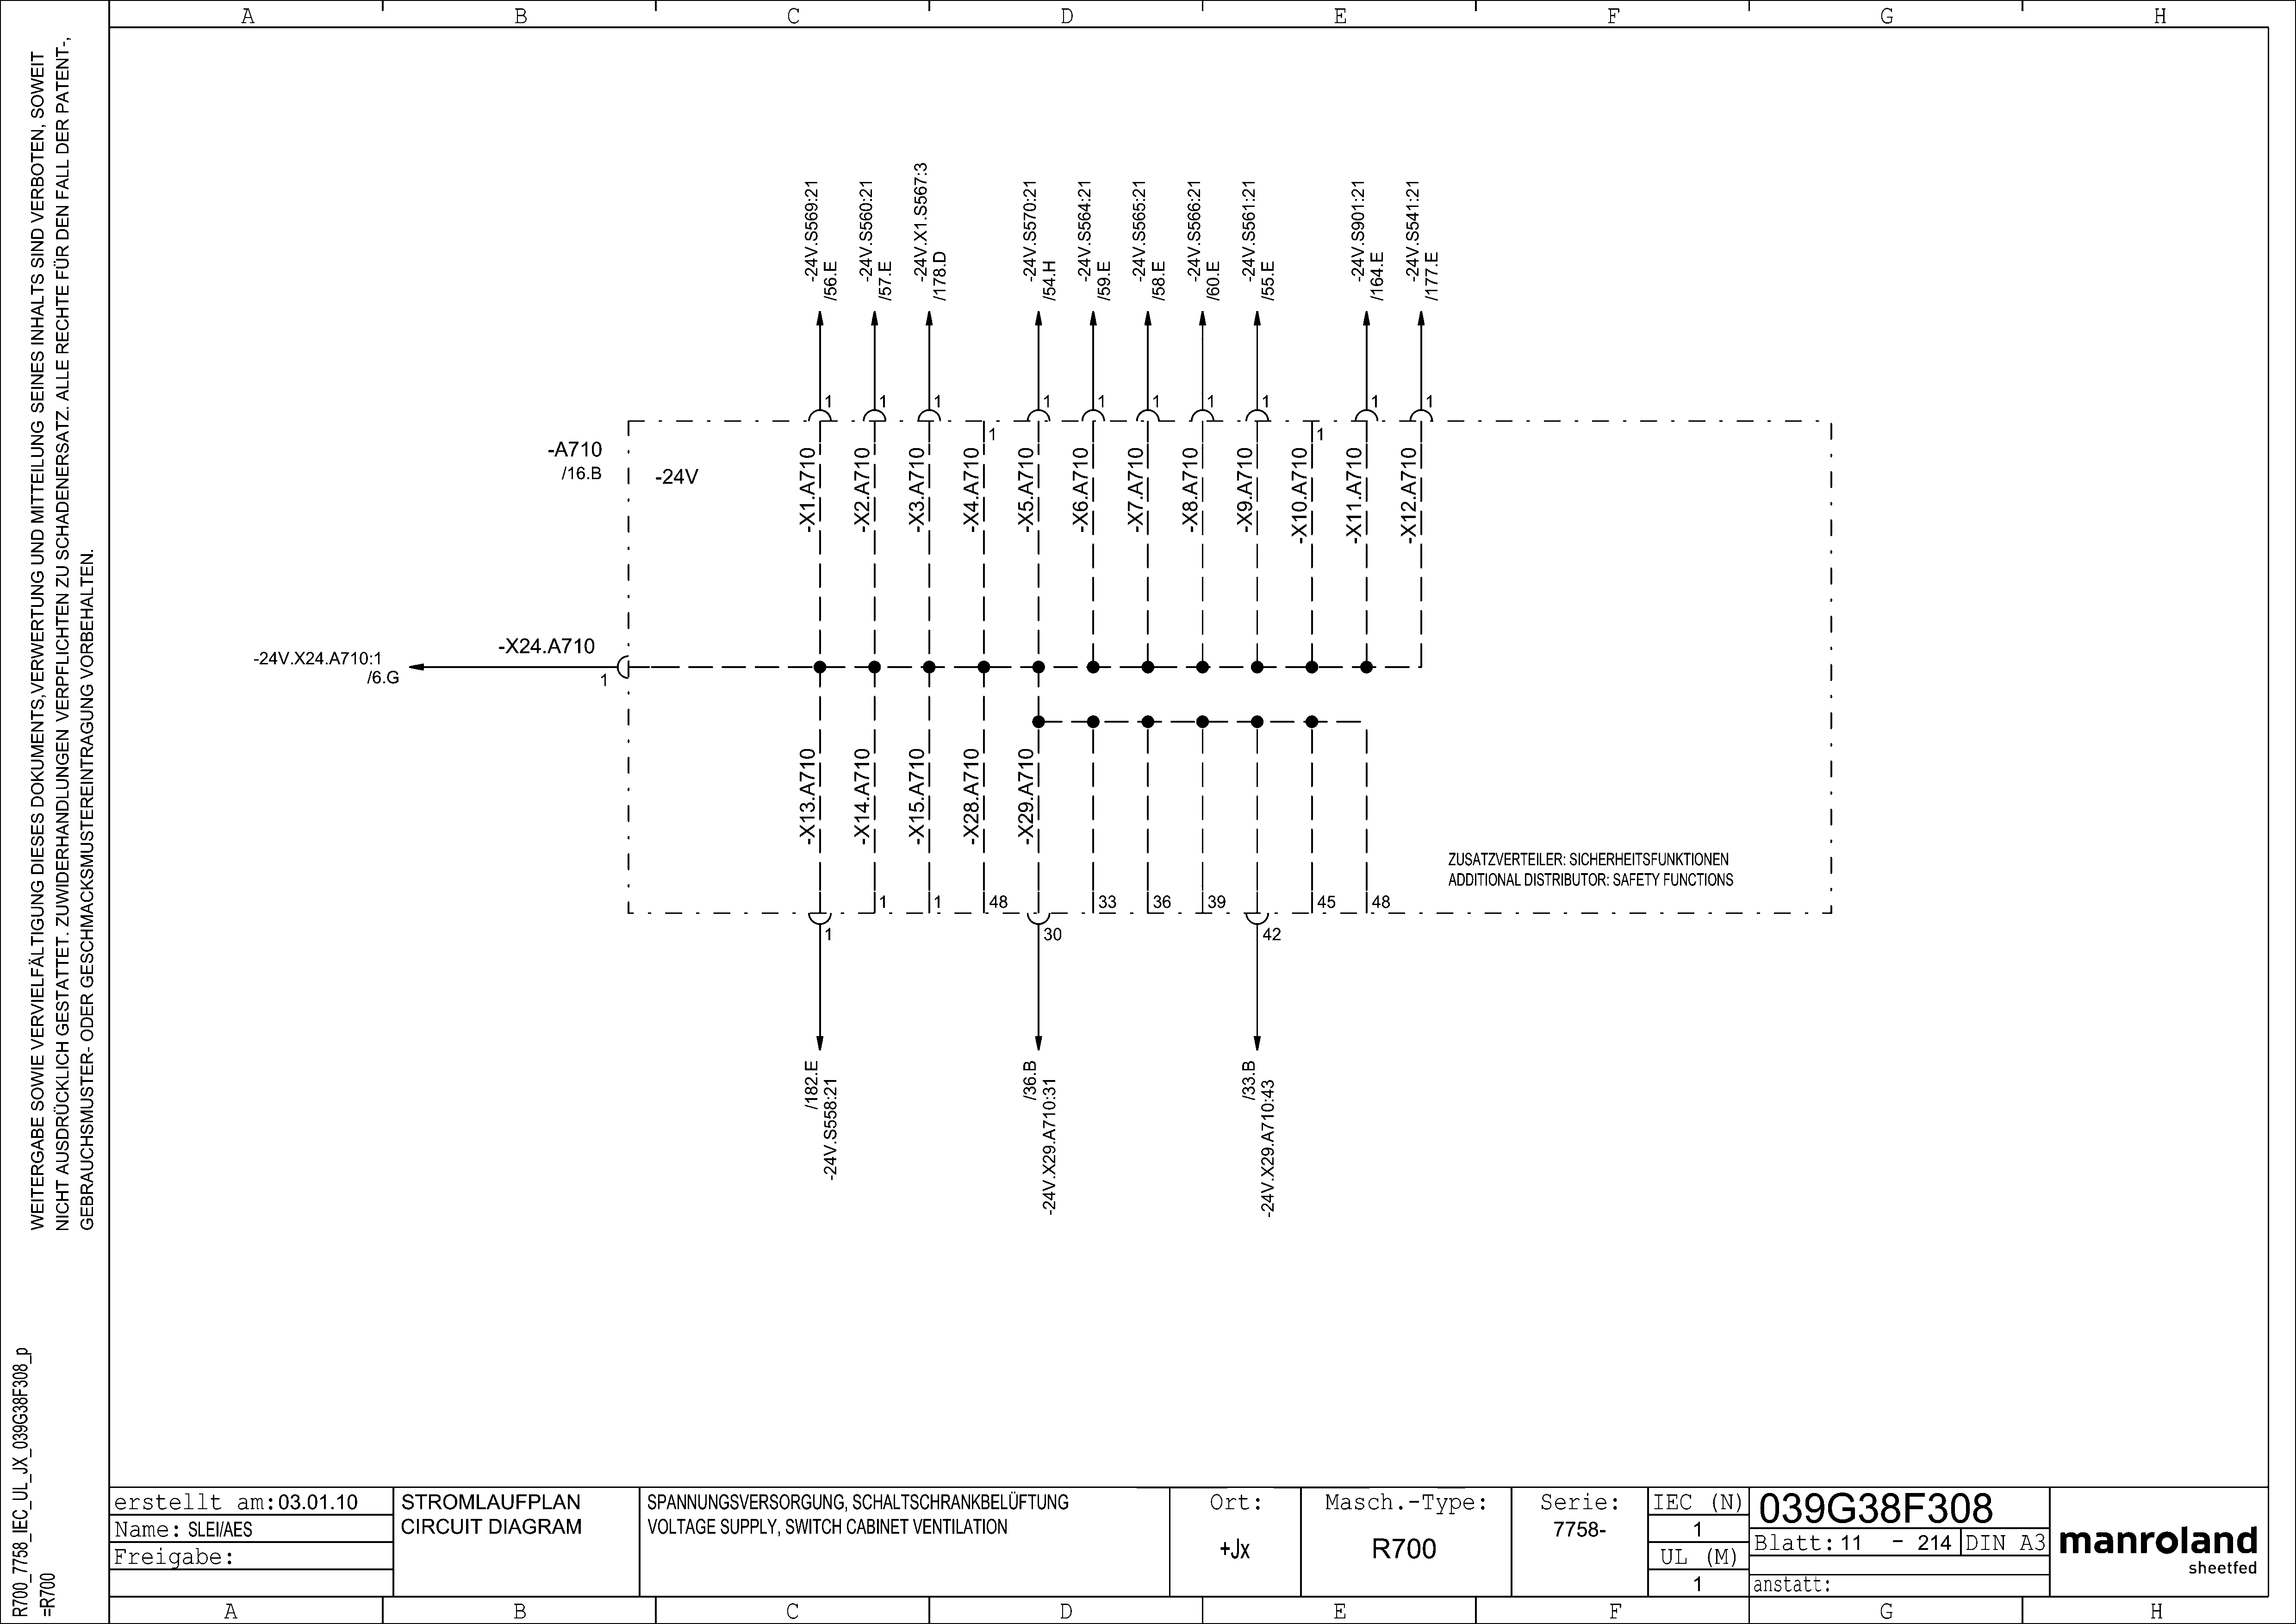 A B C D E F G H
WEITERGABE SOWIE VERVIELFÄLTIGUNG DIESES DOKUMENTS,VERWERTUNG UND MITTEILUNG SEINES INHALTS SIND VERBOTEN, SOWEIT
NICHT AUSDRÜCKLICH GESTATTET. ZUWIDERHANDLUNGEN VERPFLICHTEN ZU SCHADENERSATZ. ALLE RECHTE FÜR DEN FALL DER PATENT-,
GEBRAUCHSMUSTER- ODER GESCHMACKSMUSTEREINTRAGUNG VORBEHALTEN.
-24V.S569:21
/56.E
-24V.S560:21
/57.E
-24V.X1.S567:3
/178.D
-24V.S570:21
/54.H
-24V.S564:21
/59.E
-24V.S565:21
/58.E
-24V.S566:21
/60.E
-24V.S561:21
/55.E
-24V.S901:21
/164.E
-24V.S541:21
/177.E
1 1 1 1 1 1 1 1 1 1
1 1
-A710
/16.B
-24V
-X1.A710
-X2.A710
-X3.A710
-X4.A710
-X5.A710
-X6.A710
-X7.A710
-X8.A710
-X9.A710
-X10.A710
-X11.A710
-X12.A710
-24V.X24.A710:1
/6.G
-X24.A710
1
-X13.A710
-X14.A710
-X15.A710
-X28.A710
-X29.A710
ZUSATZVERTEILER: SICHERHEITSFUNKTIONEN
ADDITIONAL DISTRIBUTOR: SAFETY FUNCTIONS
1 1 48 33 36 39 45 48
1 30 42
/182.E
-24V.S558:21
/36.B
-24V.X29.A710:31
/33.B
-24V.X29.A710:43
R700_7758_IEC_UL_JX_039G38F308_p
=R700
erstellt am: 03.01.10
Name: SLEI/AES
Freigabe:
STROMLAUFPLAN
CIRCUIT DIAGRAM
SPANNUNGSVERSORGUNG, SCHALTSCHRANKBELÜFTUNG
VOLTAGE SUPPLY, SWITCH CABINET VENTILATION
Ort:
+Jx
Masch.-Type:
R700
Serie:
7758-
IEC (N)
1
UL (M)
1
039G38F308
Blatt: 11 - 214 DIN A3
anstatt:
manroland
sheetfed
A B C D E F G H